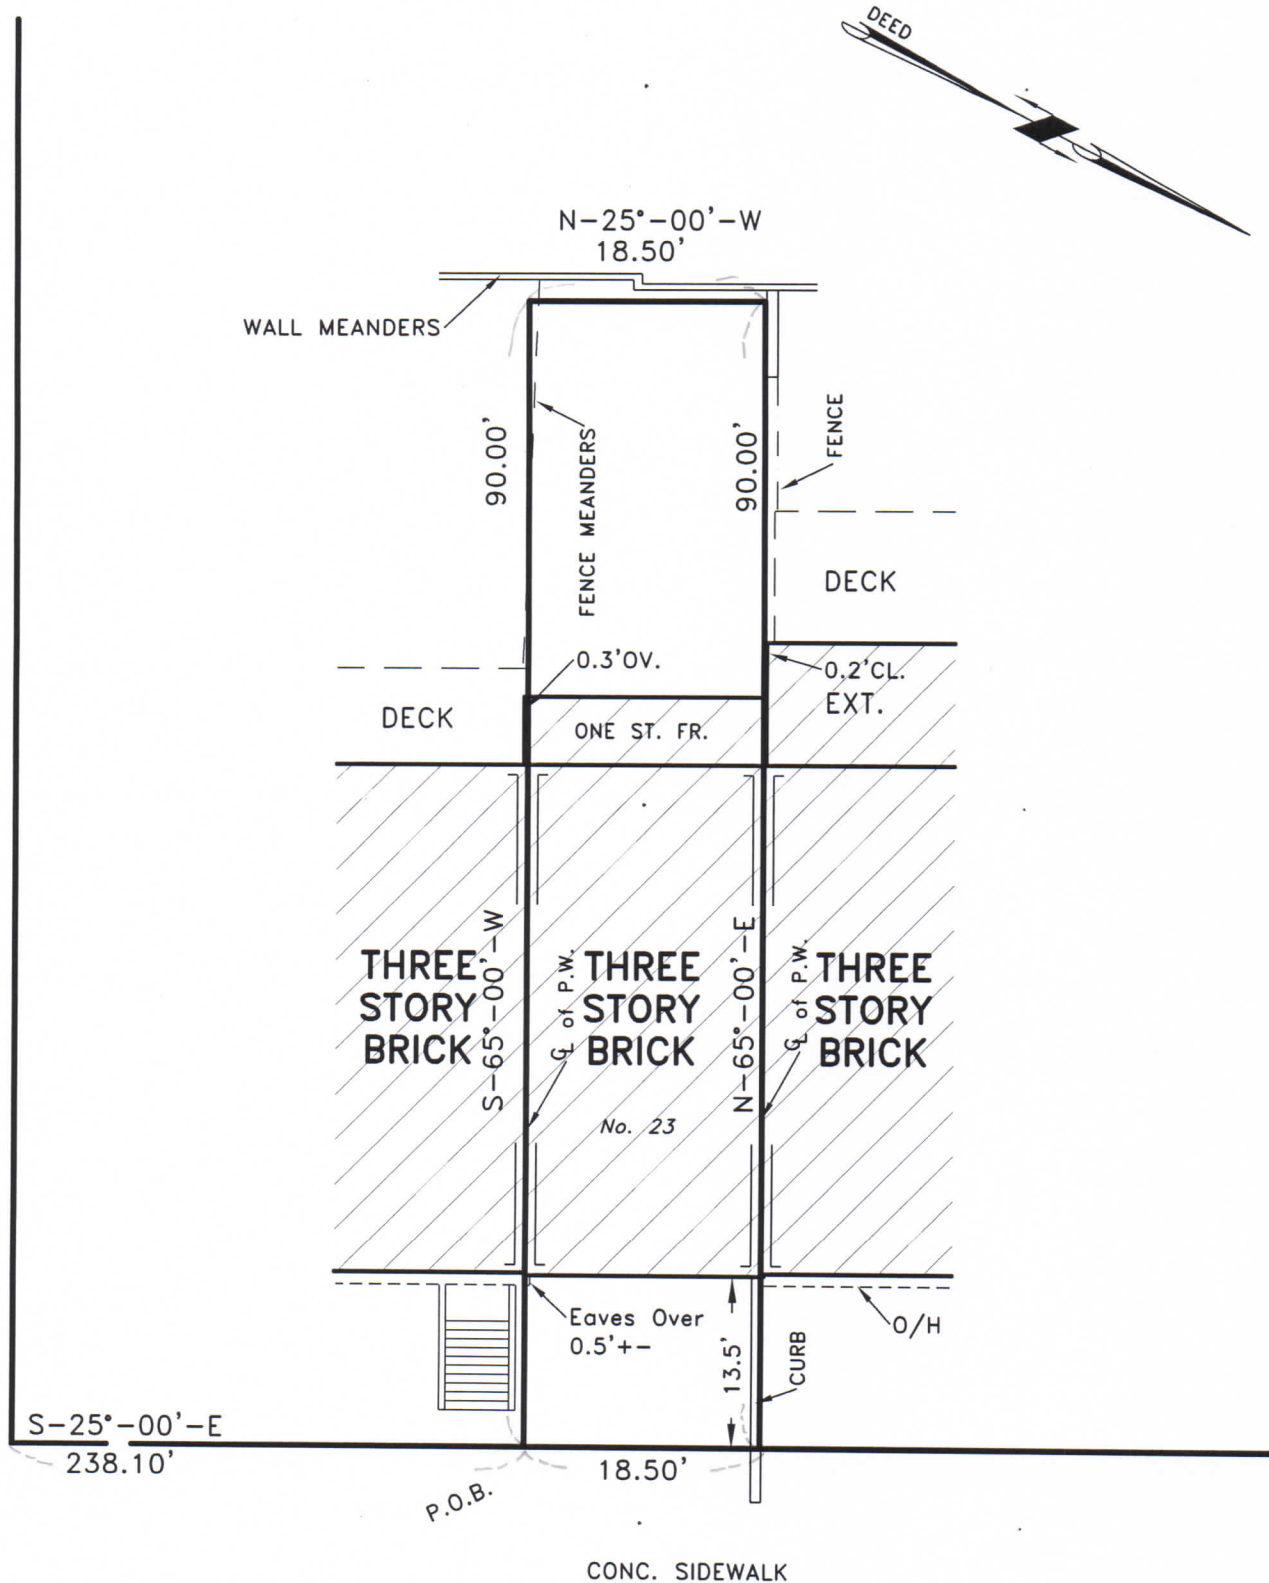 DEED
N-25°-00'-W
18.50'
WALL MEANDERS
90.00'
FENCE MEANDERS
90.00'
FENCE
DECK
0.3'OV.
0.2'CL.
EXT.
DECK
ONE ST. FR.
THREE
STORY
BRICK
S-65°-00'-W
℄ of P.W.
THREE
STORY
BRICK
N-65°-00'-E
℄ of P.W.
THREE
STORY
BRICK
No. 23
Eaves Over
0.5'+-
13.5'
CURB
O/H
S-25°-00'-E
238.10'
18.50'
P.O.B.
CONC. SIDEWALK